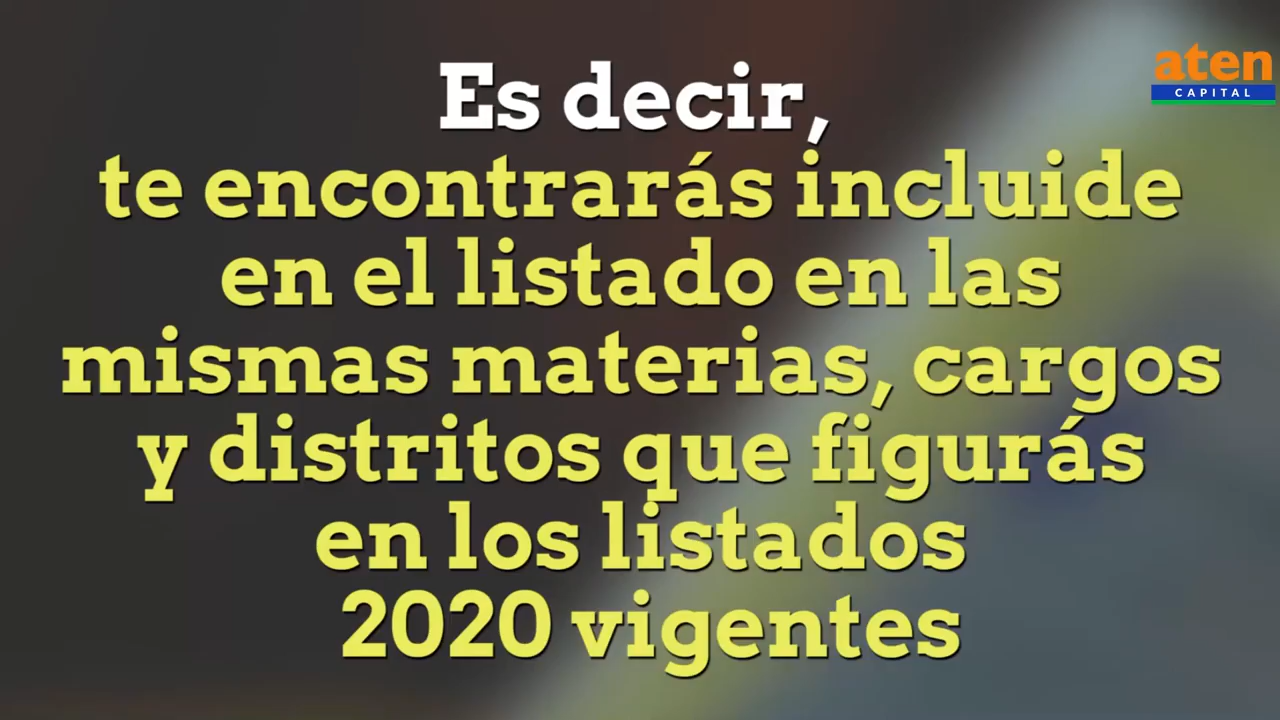 aten
CAPITAL
Es decir,
te encontrarás incluide
en el listado en las
mismas materias, cargos
y distritos que figurás
en los listados
2020 vigentes